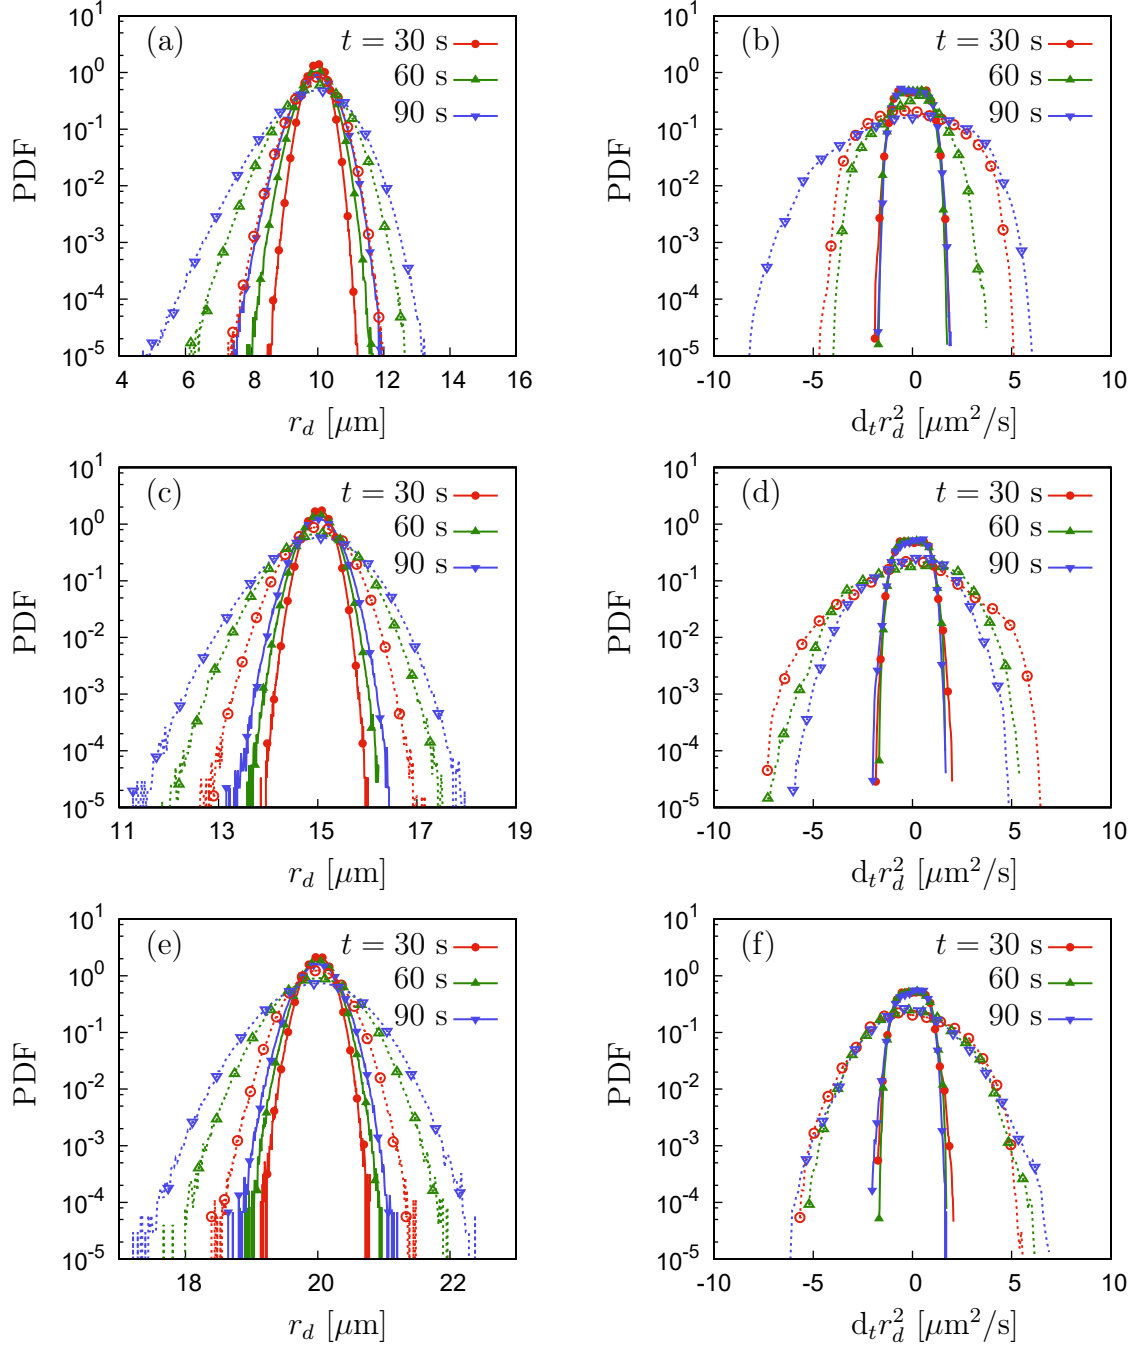 (a)
t = 30 s
60 s
90 s
PDF
10^1
10^0
10^-1
10^-2
10^-3
10^-4
10^-5
4 6 8 10 12 14 16
r_d [μm]
(b)
t = 30 s
60 s
90 s
PDF
10^1
10^0
10^-1
10^-2
10^-3
10^-4
10^-5
-10 -5 0 5 10
d_t r_d^2 [μm^2/s]
(c)
t = 30 s
60 s
90 s
PDF
10^1
10^0
10^-1
10^-2
10^-3
10^-4
10^-5
11 13 15 17 19
r_d [μm]
(d)
t = 30 s
60 s
90 s
PDF
10^1
10^0
10^-1
10^-2
10^-3
10^-4
10^-5
-10 -5 0 5 10
d_t r_d^2 [μm^2/s]
(e)
t = 30 s
60 s
90 s
PDF
10^1
10^0
10^-1
10^-2
10^-3
10^-4
10^-5
18 20 22
r_d [μm]
(f)
t = 30 s
60 s
90 s
PDF
10^1
10^0
10^-1
10^-2
10^-3
10^-4
10^-5
-10 -5 0 5 10
d_t r_d^2 [μm^2/s]